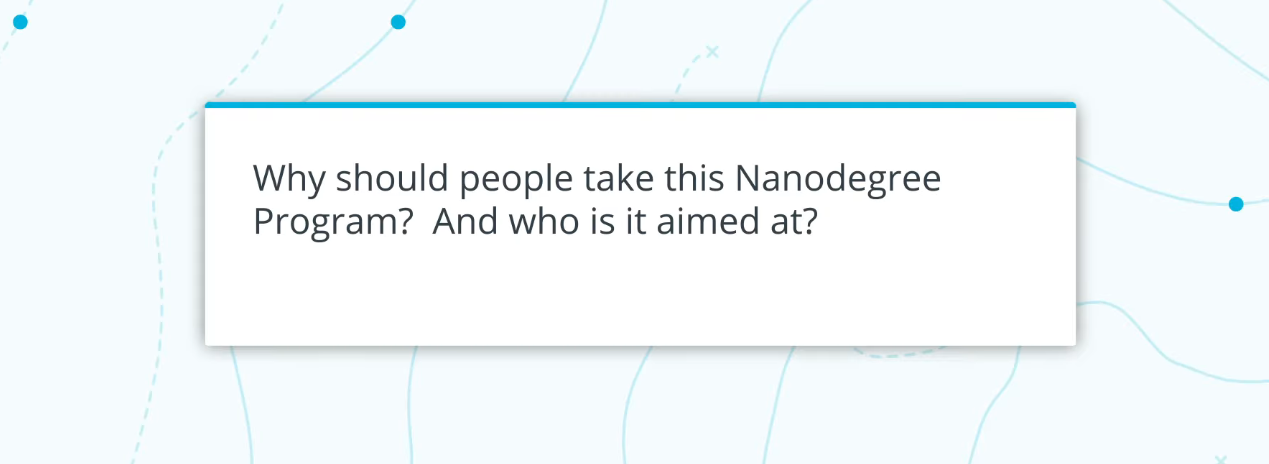 Why should people take this Nanodegree
Program?  And who is it aimed at?